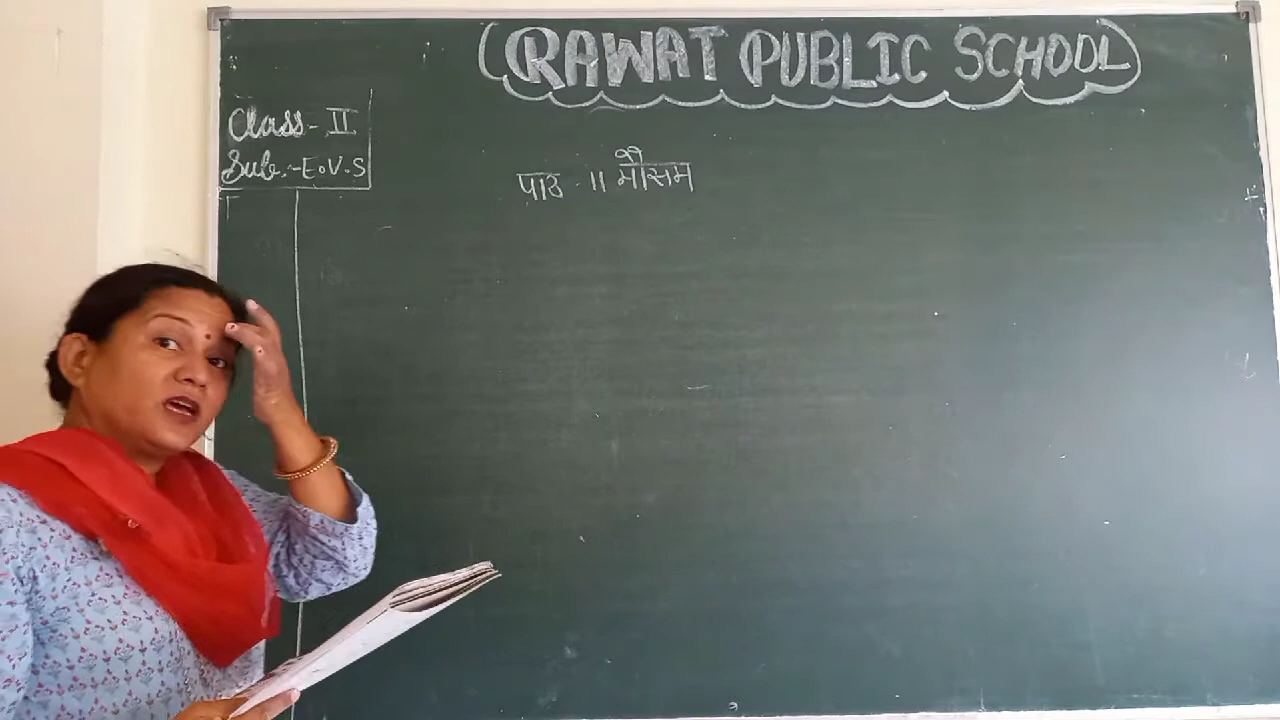 RAWAT PUBLIC SCHOOL
Class - II
Sub:- E.V.S
पाठ - 11 मौसम